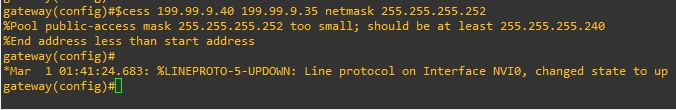 gateway(config)#$cess 199.99.9.40 199.99.9.35 netmask 255.255.255.252
%Pool public-access mask 255.255.255.252 too small; should be at least 255.255.255.240
%End address less than start address
gateway(config)#
*Mar  1 01:41:24.683: %LINEPROTO-5-UPDOWN: Line protocol on Interface NVI0, changed state to up
gateway(config)#